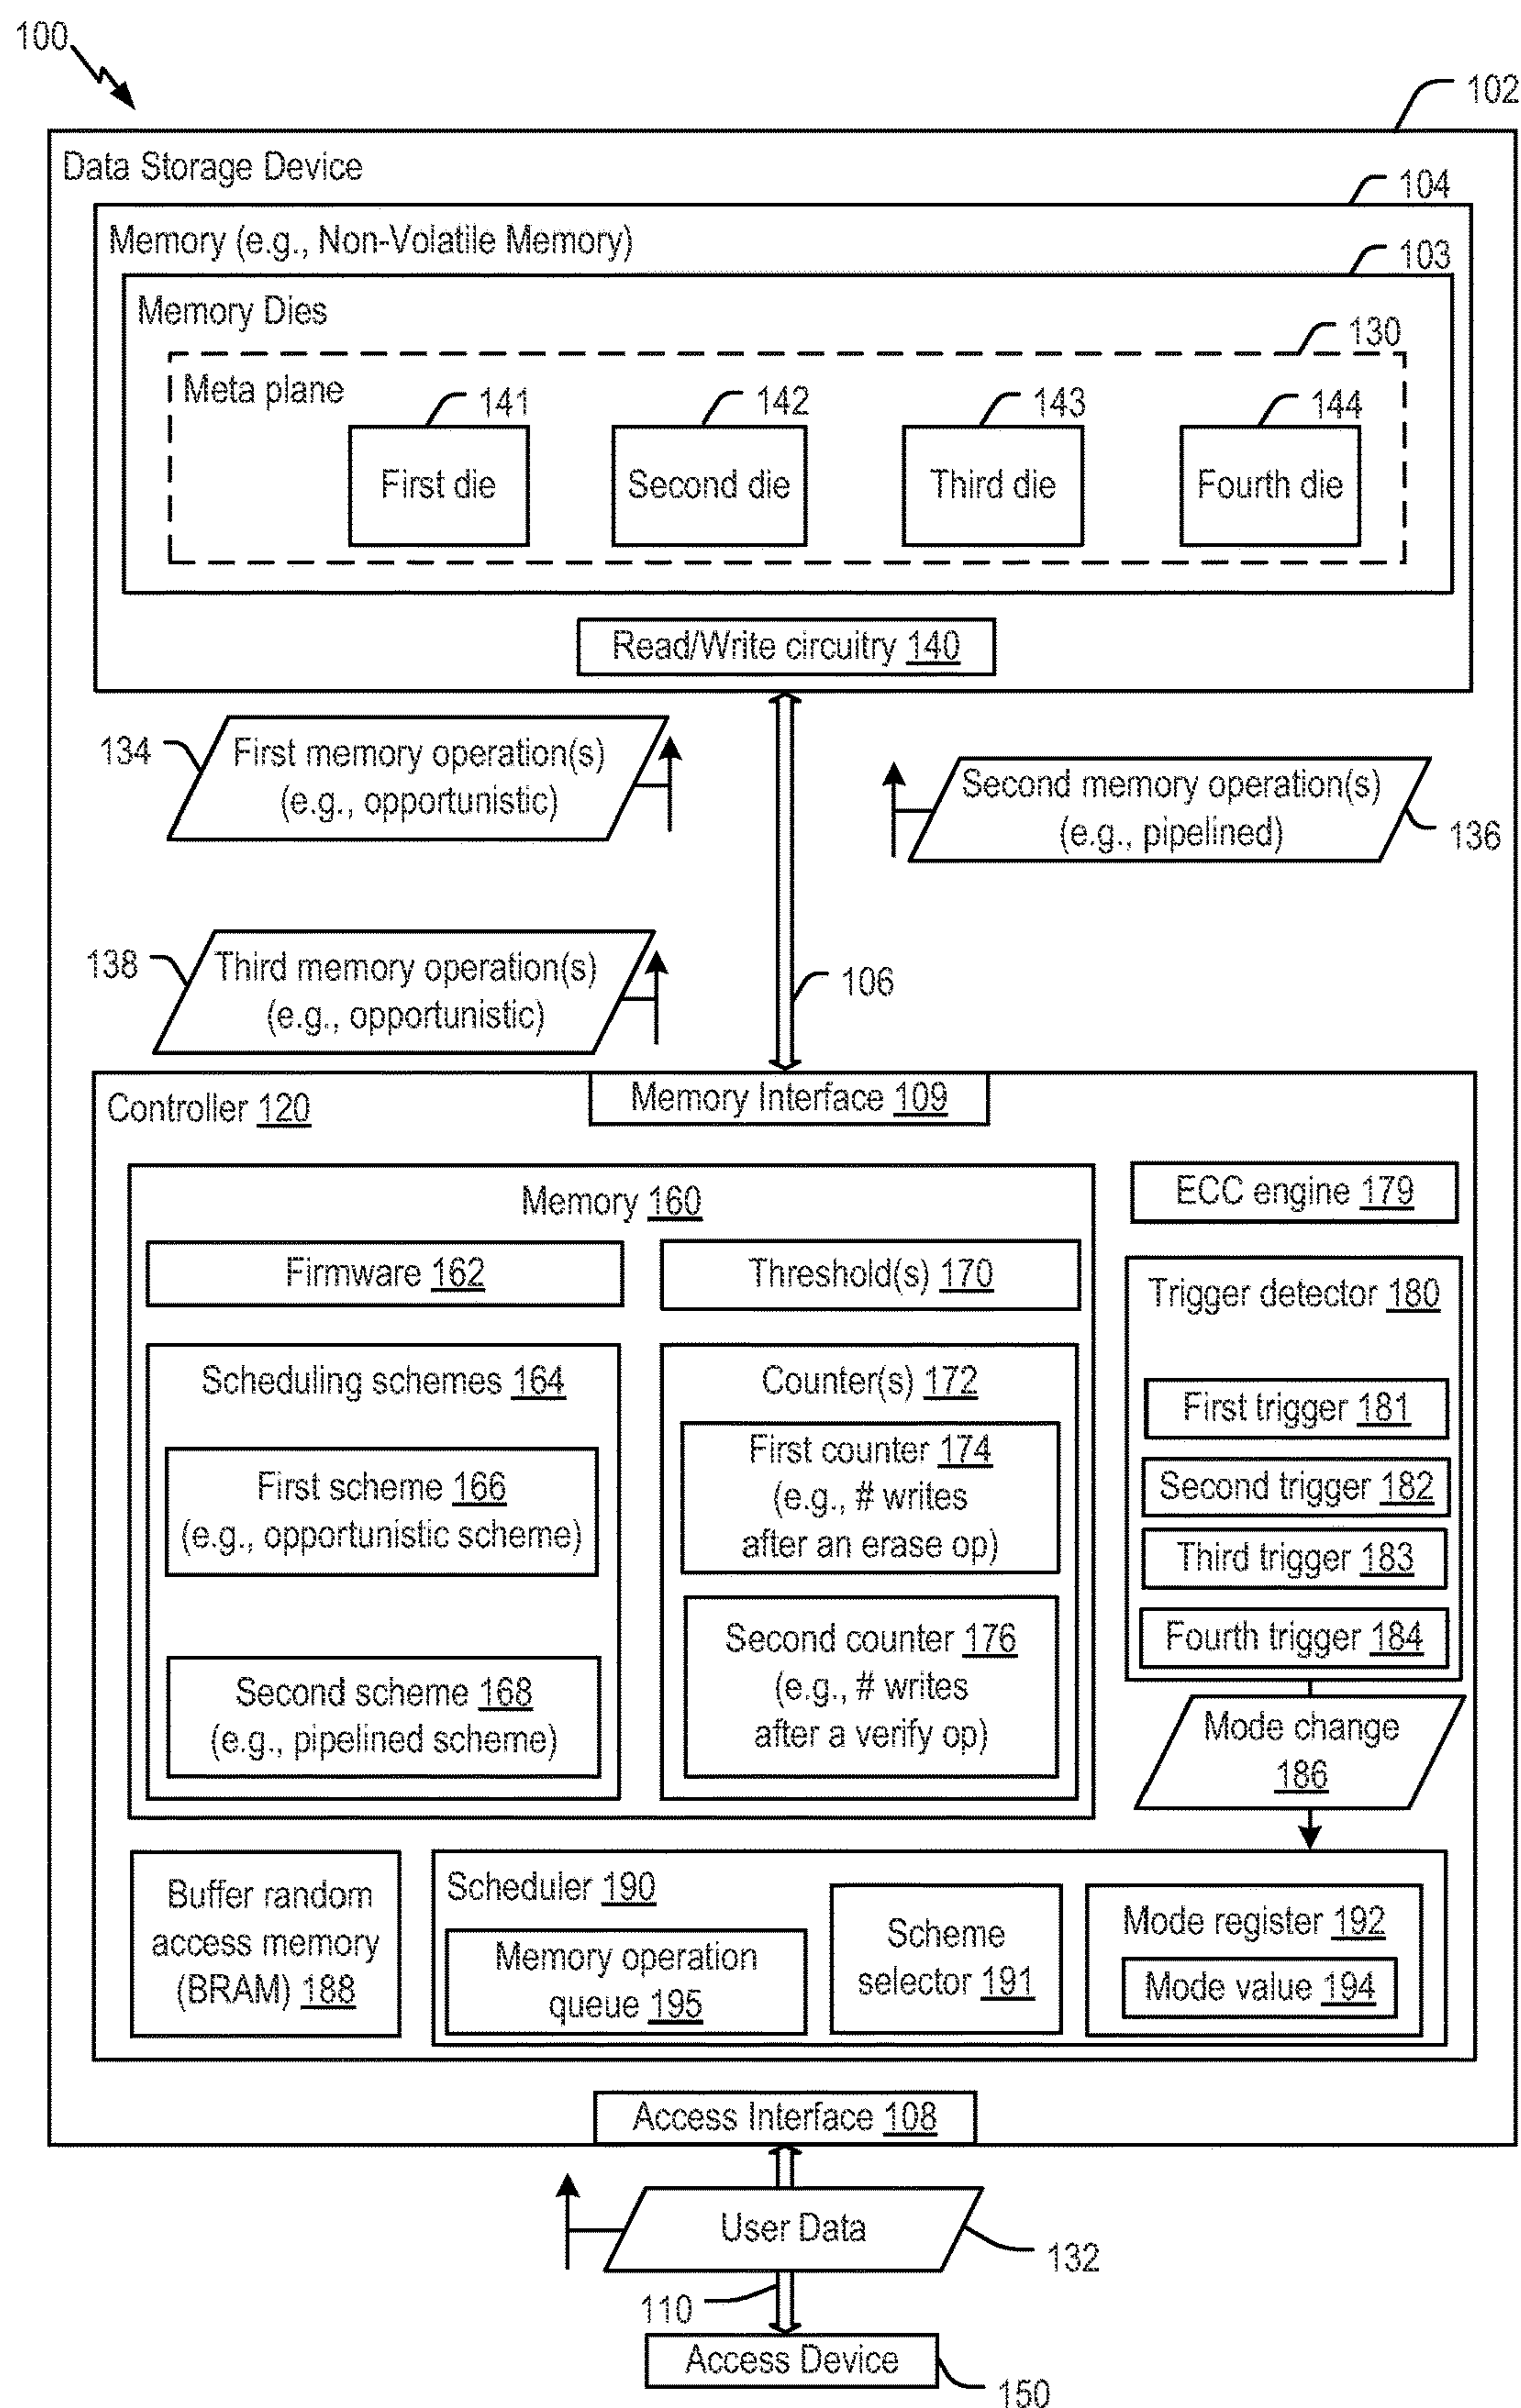 100
102
Data Storage Device
104
Memory (e.g., Non-Volatile Memory)
103
Memory Dies
130
Meta plane
141
142
143
144
First die
Second die
Third die
Fourth die
Read/Write circuitry 140
134
First memory operation(s)
(e.g., opportunistic)
Second memory operation(s)
(e.g., pipelined)
136
138
Third memory operation(s)
(e.g., opportunistic)
106
Controller 120
Memory Interface 109
Memory 160
ECC engine 179
Firmware 162
Threshold(s) 170
Trigger detector 180
Scheduling schemes 164
Counter(s) 172
First trigger 181
First scheme 166
(e.g., opportunistic scheme)
First counter 174
(e.g., # writes
after an erase op)
Second trigger 182
Third trigger 183
Fourth trigger 184
Second scheme 168
(e.g., pipelined scheme)
Second counter 176
(e.g., # writes
after a verify op)
Mode change
186
Buffer random
access memory
(BRAM) 188
Scheduler 190
Memory operation
queue 195
Scheme
selector 191
Mode register 192
Mode value 194
Access Interface 108
User Data
132
110
Access Device
150